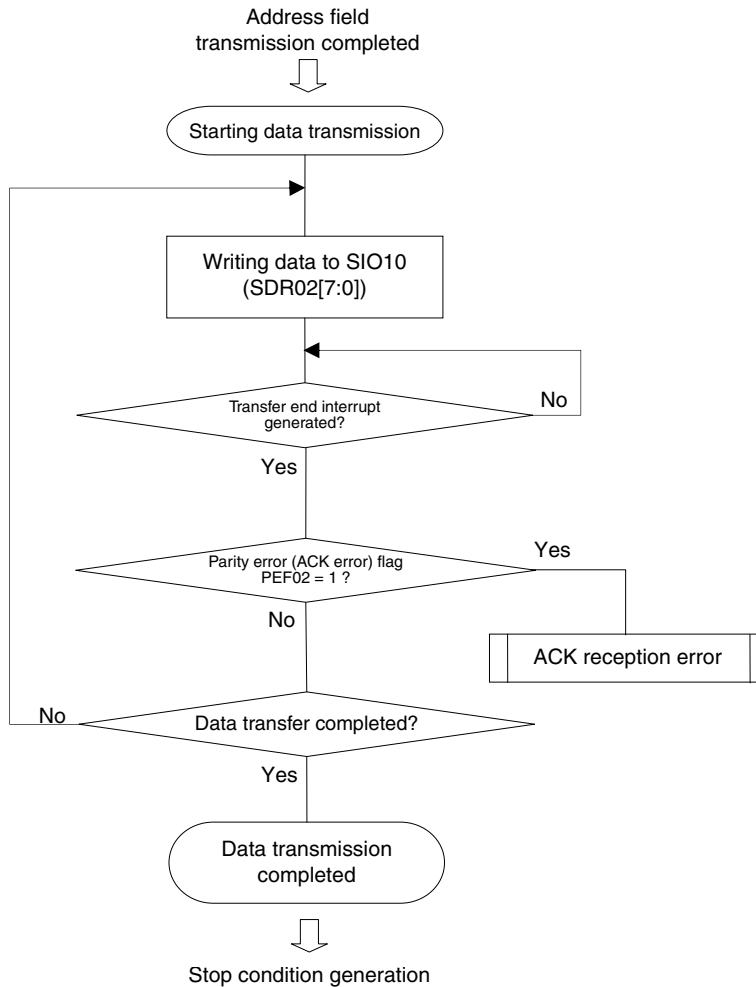 Address field
transmission completed
Starting data transmission
Writing data to SIO10
(SDR02[7:0])
Transfer end interrupt
generated?
No
Yes
Parity error (ACK error) flag
PEF02 = 1 ?
Yes
No
ACK reception error
Data transfer completed?
No
Yes
Data transmission
completed
Stop condition generation